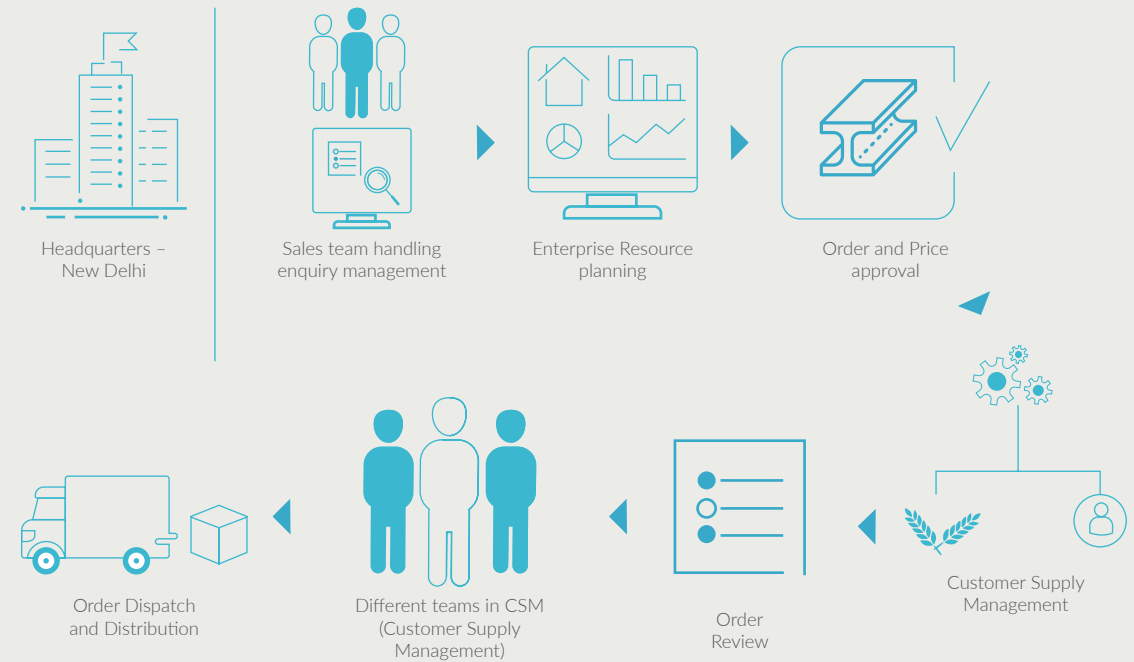 Headquarters –
New Delhi
Sales team handling
enquiry management
Enterprise Resource
planning
Order and Price
approval
Customer Supply
Management
Order
Review
Different teams in CSM
(Customer Supply
Management)
Order Dispatch
and Distribution